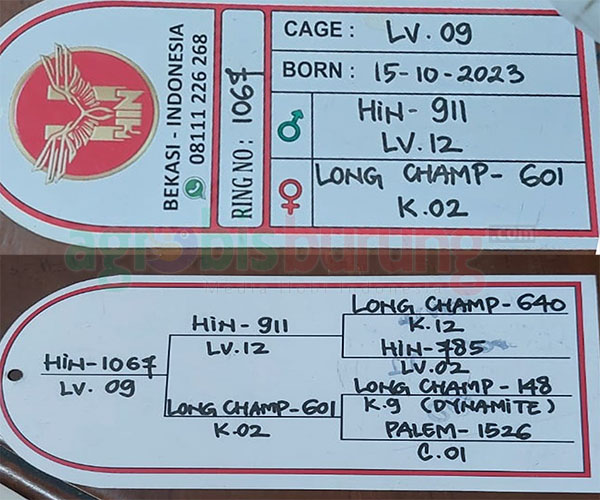 HiN
BEKASI - INDONESIA
08111 226 268
RING NO : 1067
CAGE : LV. 09
BORN : 15-10-2023
♂ HiN- 911
LV. 12
♀ LONG CHAMP- 601
K. 02
agrobisburung.com
HiN-1067
LV. 09
HiN-911
LV.12
LONG CHAMP-601
K.02
LONG CHAMP-640
K.12
HiN-785
LV.02
LONG CHAMP-148
K.9 (DYNAMiTE)
PALEM-1526
C.01